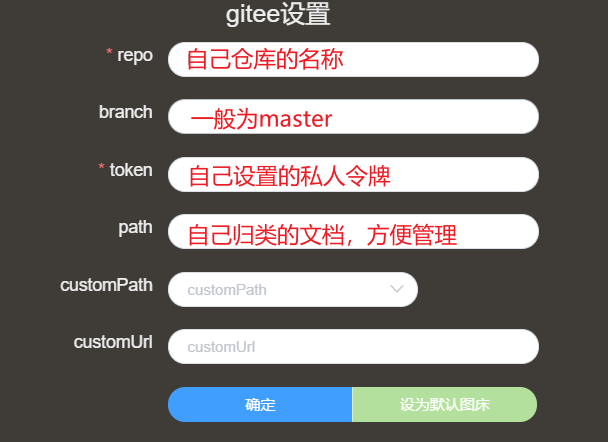 gitee设置
* repo 自己仓库的名称
branch 一般为master
* token 自己设置的私人令牌
path 自己归类的文档，方便管理
customPath customPath
customUrl customUrl
确定 设为默认图床